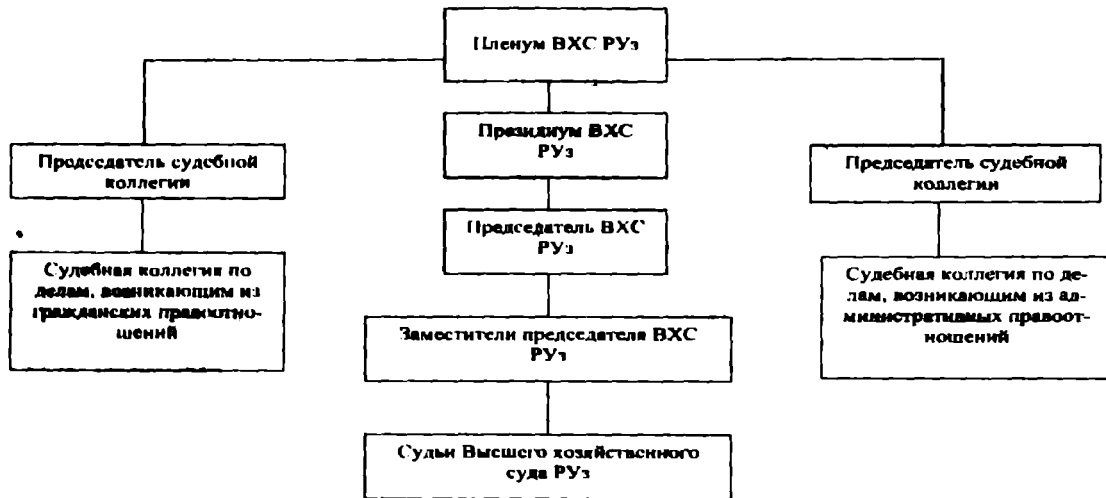 Пленум ВХС РУз
Президиум ВХС
РУз
Председатель судебной
коллегии
Председатель судебной
коллегии
Председатель ВХС
РУз
Судебная коллегия по
делам, возникающим из
гражданских правоотно-
шений
Судебная коллегия по де-
лам, возникающим из ад-
министративных правоот-
ношений
Заместители председателя ВХС
РУз
Судьи Высшего хозяйственного
суда РУз